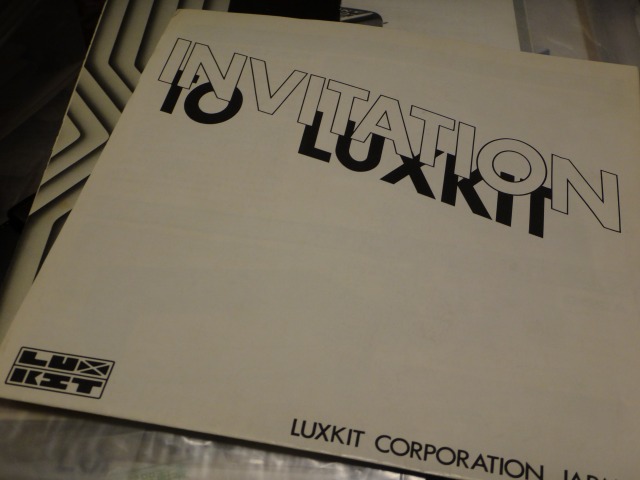 INVITATION
TO LUXKIT
LUX
KIT
LUXKIT CORPORATION